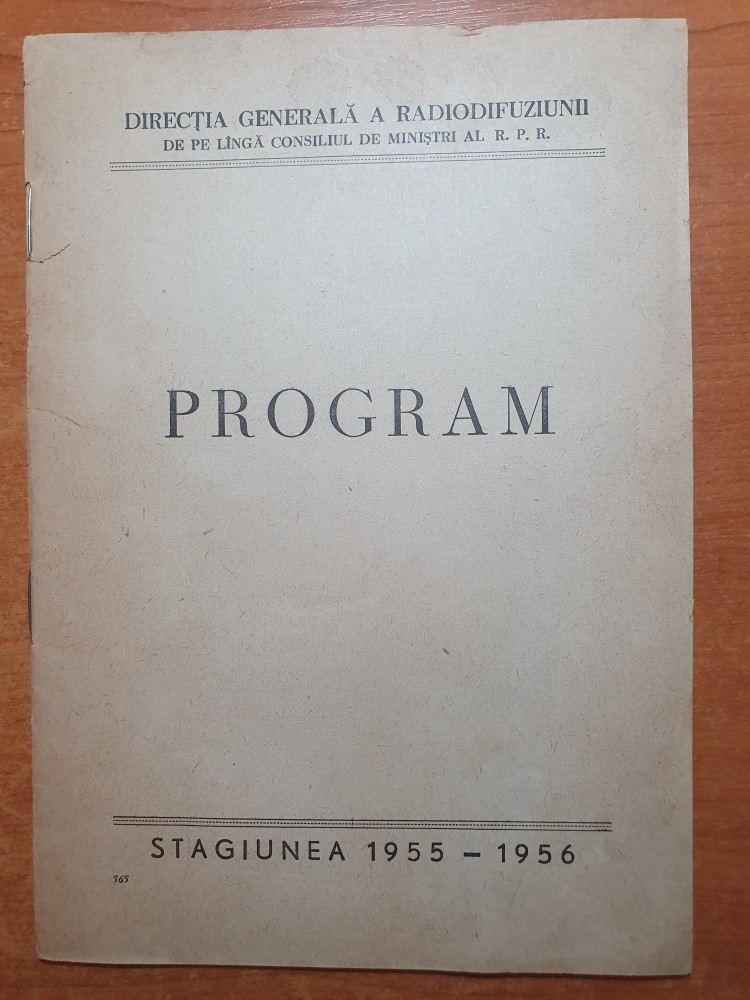 DIRECȚIA GENERALĂ A RADIODIFUZIUNII
DE PE LÎNGĂ CONSILIUL DE MINIȘTRI AL R. P. R.
PROGRAM
STAGIUNEA 1955 – 1956
565